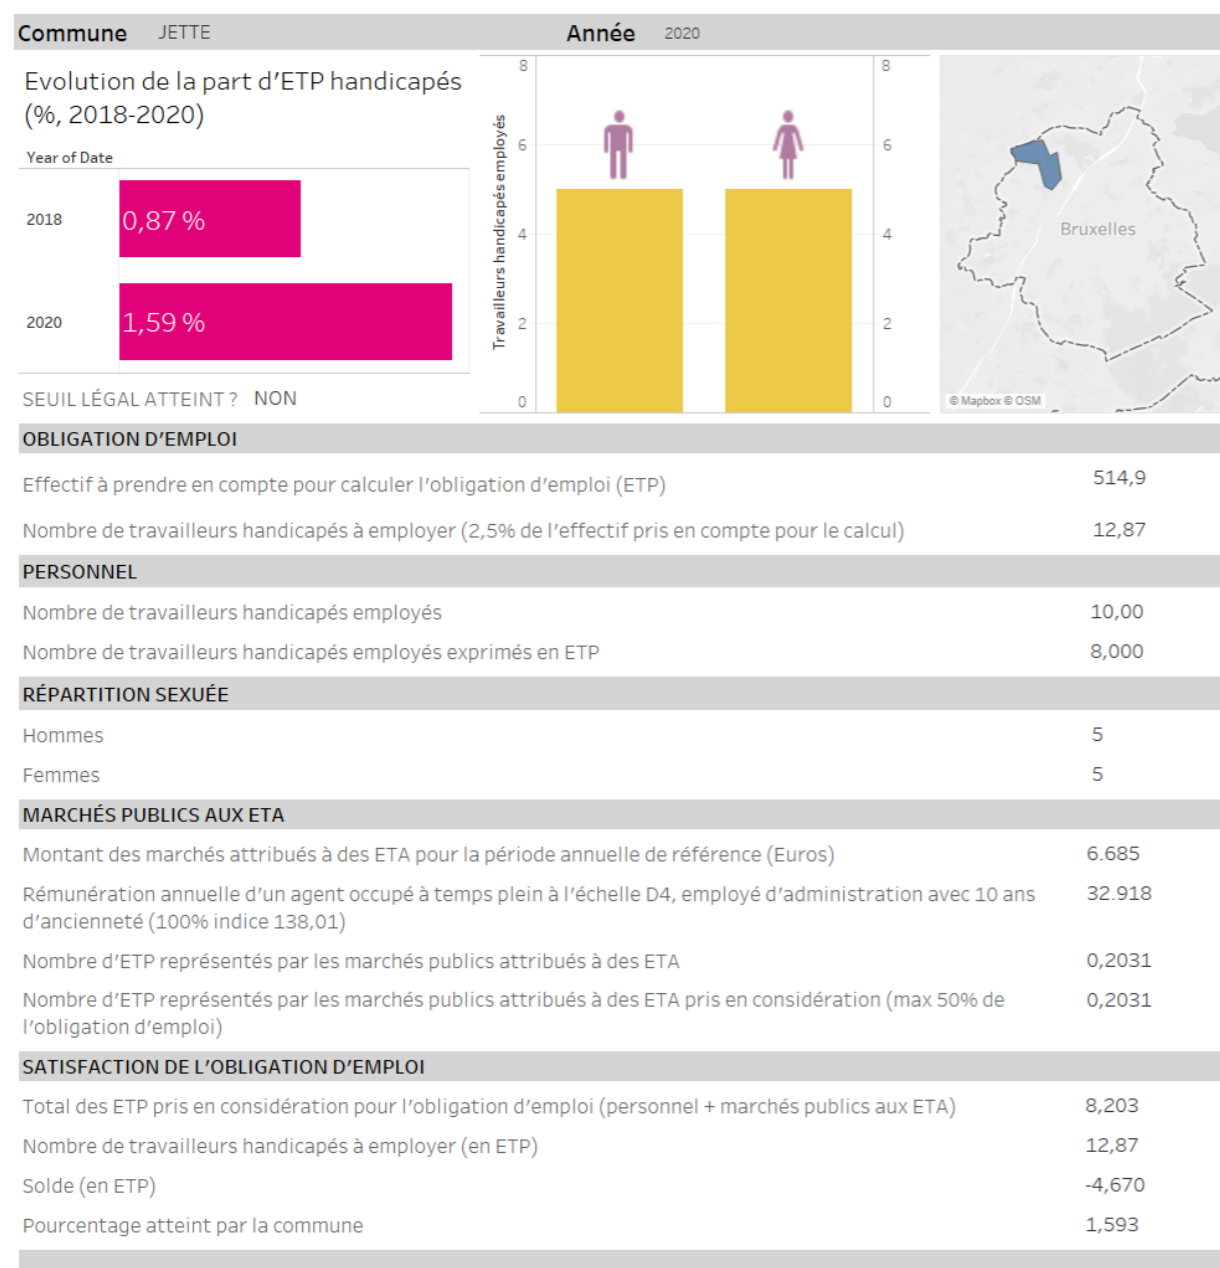 Commune JETTE Année 2020
Evolution de la part d'ETP handicapés
(%, 2018-2020)
Year of Date
2018 0,87 %
2020 1,59 %
SEUIL LÉGAL ATTEINT ? NON
Travailleurs handicapés employés
8
6
4
2
0
8
6
4
2
0
Bruxelles
© Mapbox © OSM
OBLIGATION D'EMPLOI
Effectif à prendre en compte pour calculer l'obligation d'emploi (ETP) 514,9
Nombre de travailleurs handicapés à employer (2,5% de l'effectif pris en compte pour le calcul) 12,87
PERSONNEL
Nombre de travailleurs handicapés employés 10,00
Nombre de travailleurs handicapés employés exprimés en ETP 8,000
RÉPARTITION SEXUÉE
Hommes 5
Femmes 5
MARCHÉS PUBLICS AUX ETA
Montant des marchés attribués à des ETA pour la période annuelle de référence (Euros) 6.685
Rémunération annuelle d'un agent occupé à temps plein à l'échelle D4, employé d'administration avec 10 ans 32.918
d'ancienneté (100% indice 138,01)
Nombre d'ETP représentés par les marchés publics attribués à des ETA 0,2031
Nombre d'ETP représentés par les marchés publics attribués à des ETA pris en considération (max 50% de 0,2031
l'obligation d'emploi)
SATISFACTION DE L'OBLIGATION D'EMPLOI
Total des ETP pris en considération pour l'obligation d'emploi (personnel + marchés publics aux ETA) 8,203
Nombre de travailleurs handicapés à employer (en ETP) 12,87
Solde (en ETP) -4,670
Pourcentage atteint par la commune 1,593